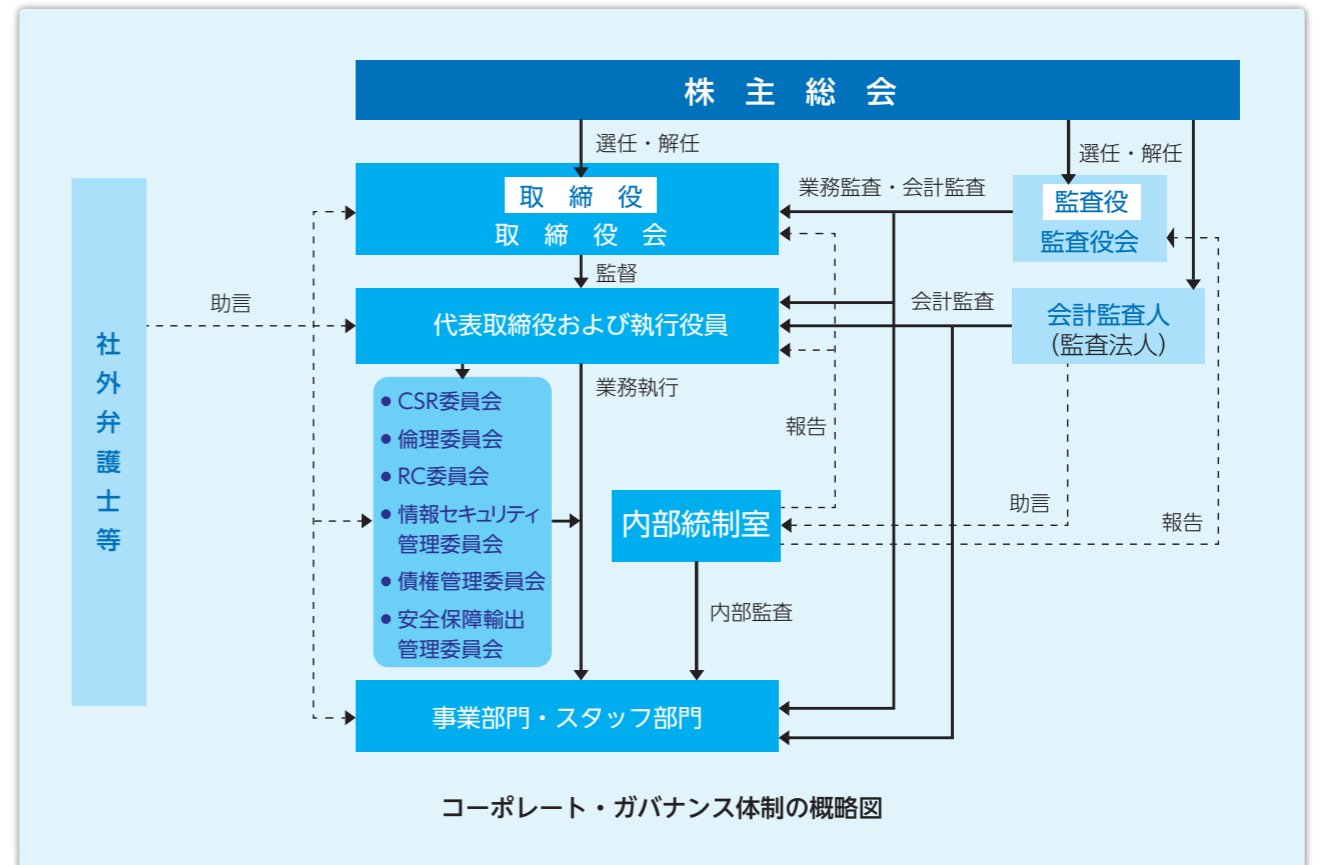 株主総会
選任・解任
選任・解任
取締役
取締役会
業務監査・会計監査
監査役
監査役会
監督
助言
代表取締役および執行役員
会計監査
会計監査人
(監査法人)
社外弁護士等
業務執行
● CSR委員会
● 倫理委員会
● RC委員会
● 情報セキュリティ
管理委員会
● 債権管理委員会
● 安全保障輸出
管理委員会
報告
内部統制室
助言
報告
内部監査
事業部門・スタッフ部門
コーポレート・ガバナンス体制の概略図